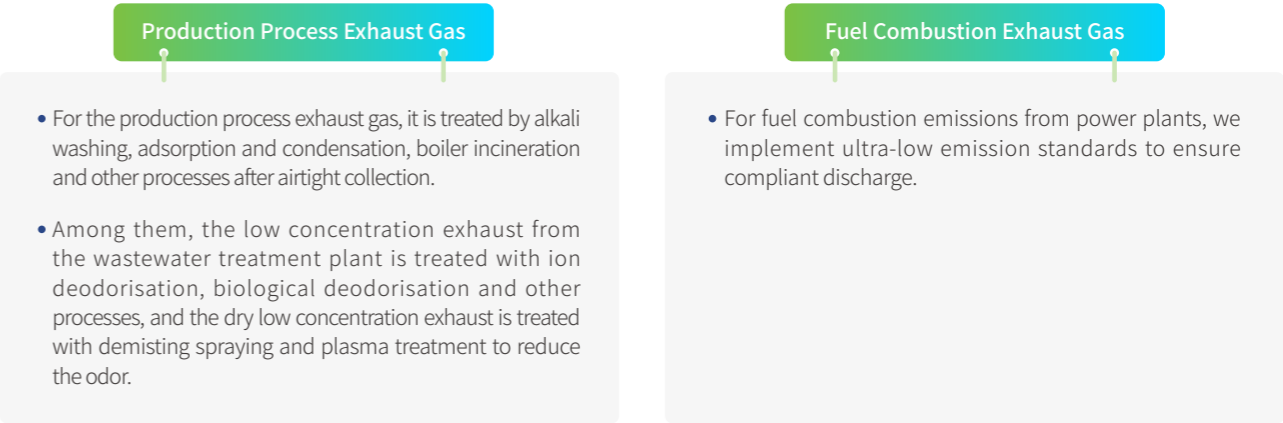 Production Process Exhaust Gas
• For the production process exhaust gas, it is treated by alkali
washing, adsorption and condensation, boiler incineration
and other processes after airtight collection.
• Among them, the low concentration exhaust from
the wastewater treatment plant is treated with ion
deodorisation, biological deodorisation and other
processes, and the dry low concentration exhaust is treated
with demisting spraying and plasma treatment to reduce
the odor.
Fuel Combustion Exhaust Gas
• For fuel combustion emissions from power plants, we
implement ultra-low emission standards to ensure
compliant discharge.